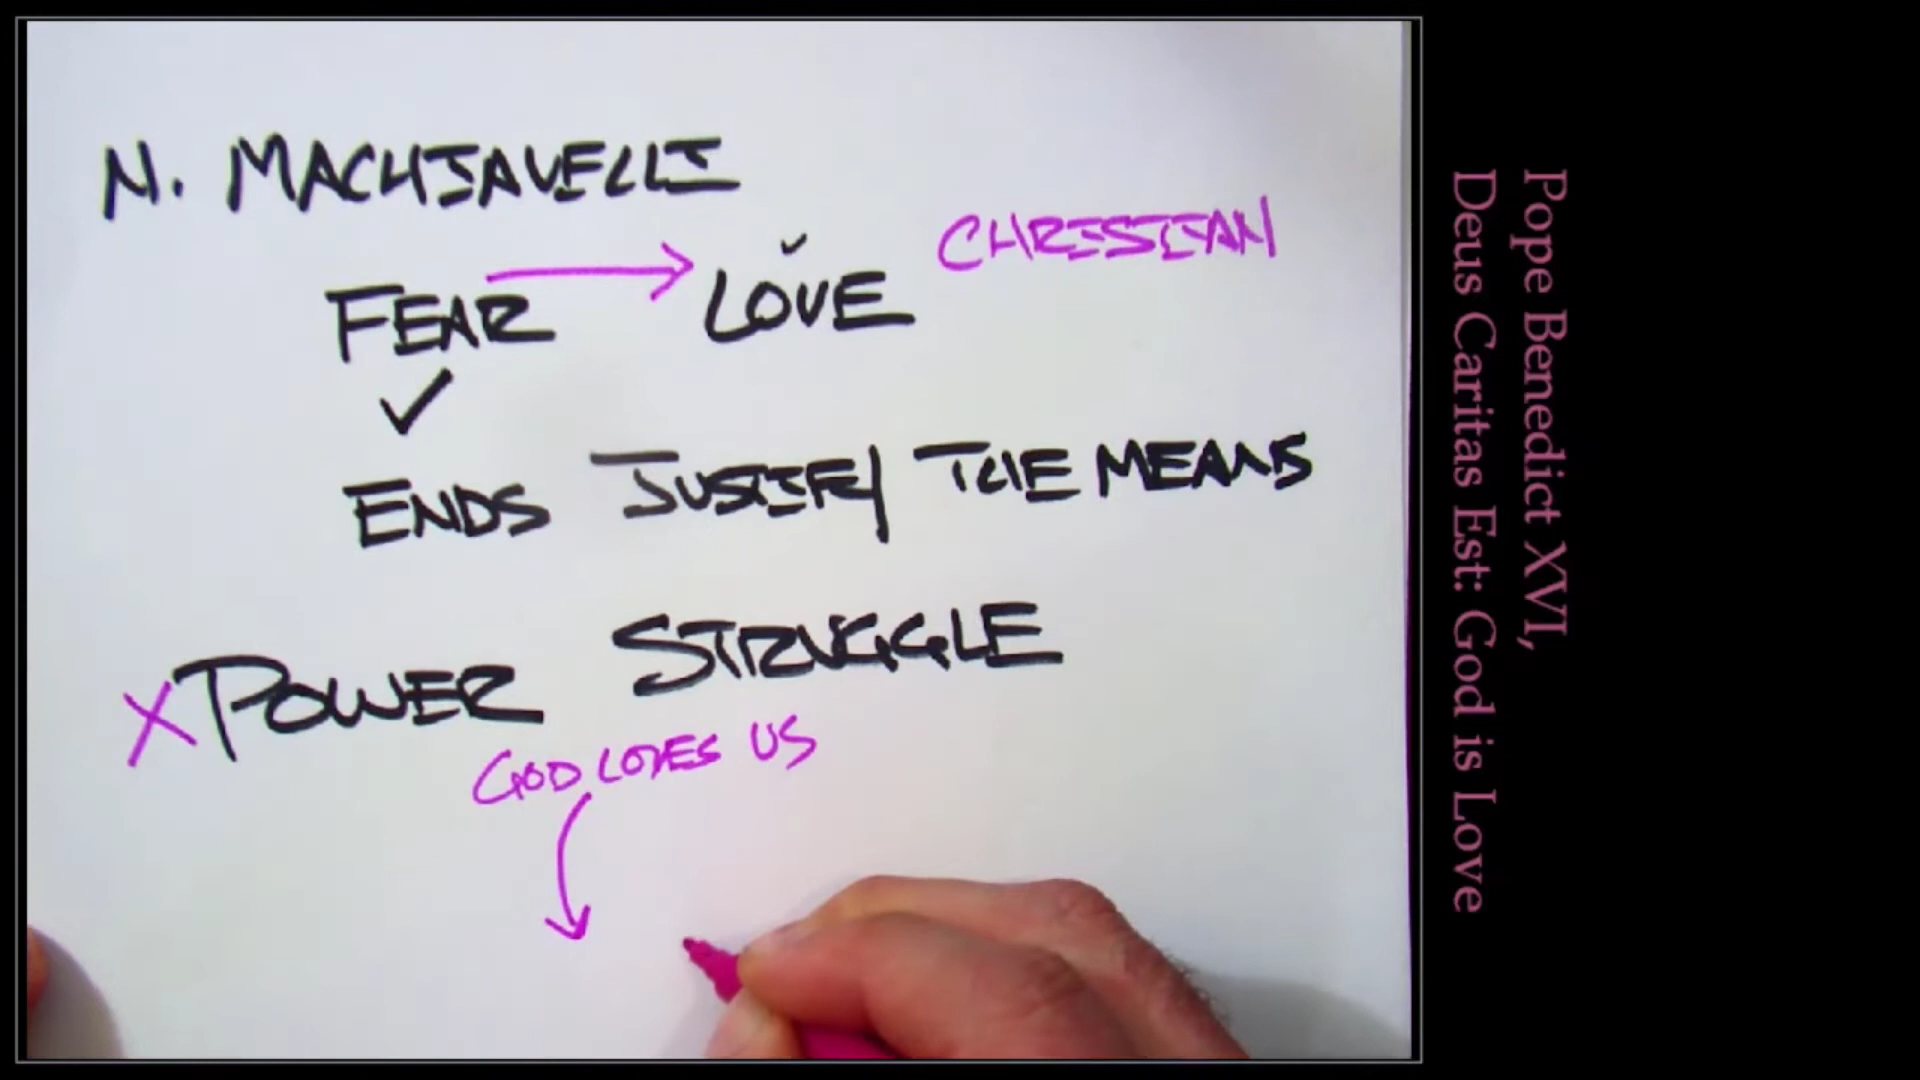 N. MACHIAVELLI
FEAR → LOVE CHRISTIAN
ENDS JUSTIFY THE MEANS
X POWER STRUGGLE
GOD LOVES US
Pope Benedict XVI,
Deus Caritas Est: God is Love